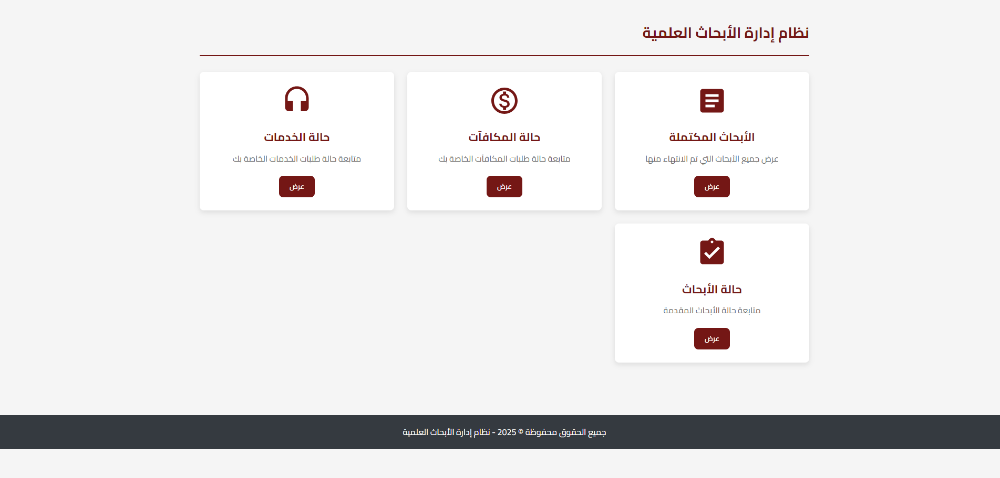 نظام إدارة الأبحاث العلمية
الأبحاث المكتملة
عرض جميع الأبحاث التي تم الانتهاء منها
عرض
حالة المكافآت
متابعة حالة طلبات المكافآت الخاصة بك
عرض
حالة الخدمات
متابعة حالة طلبات الخدمات الخاصة بك
عرض
حالة الأبحاث
متابعة حالة الأبحاث المقدمة
عرض
جميع الحقوق محفوظة © 2025 - نظام إدارة الأبحاث العلمية